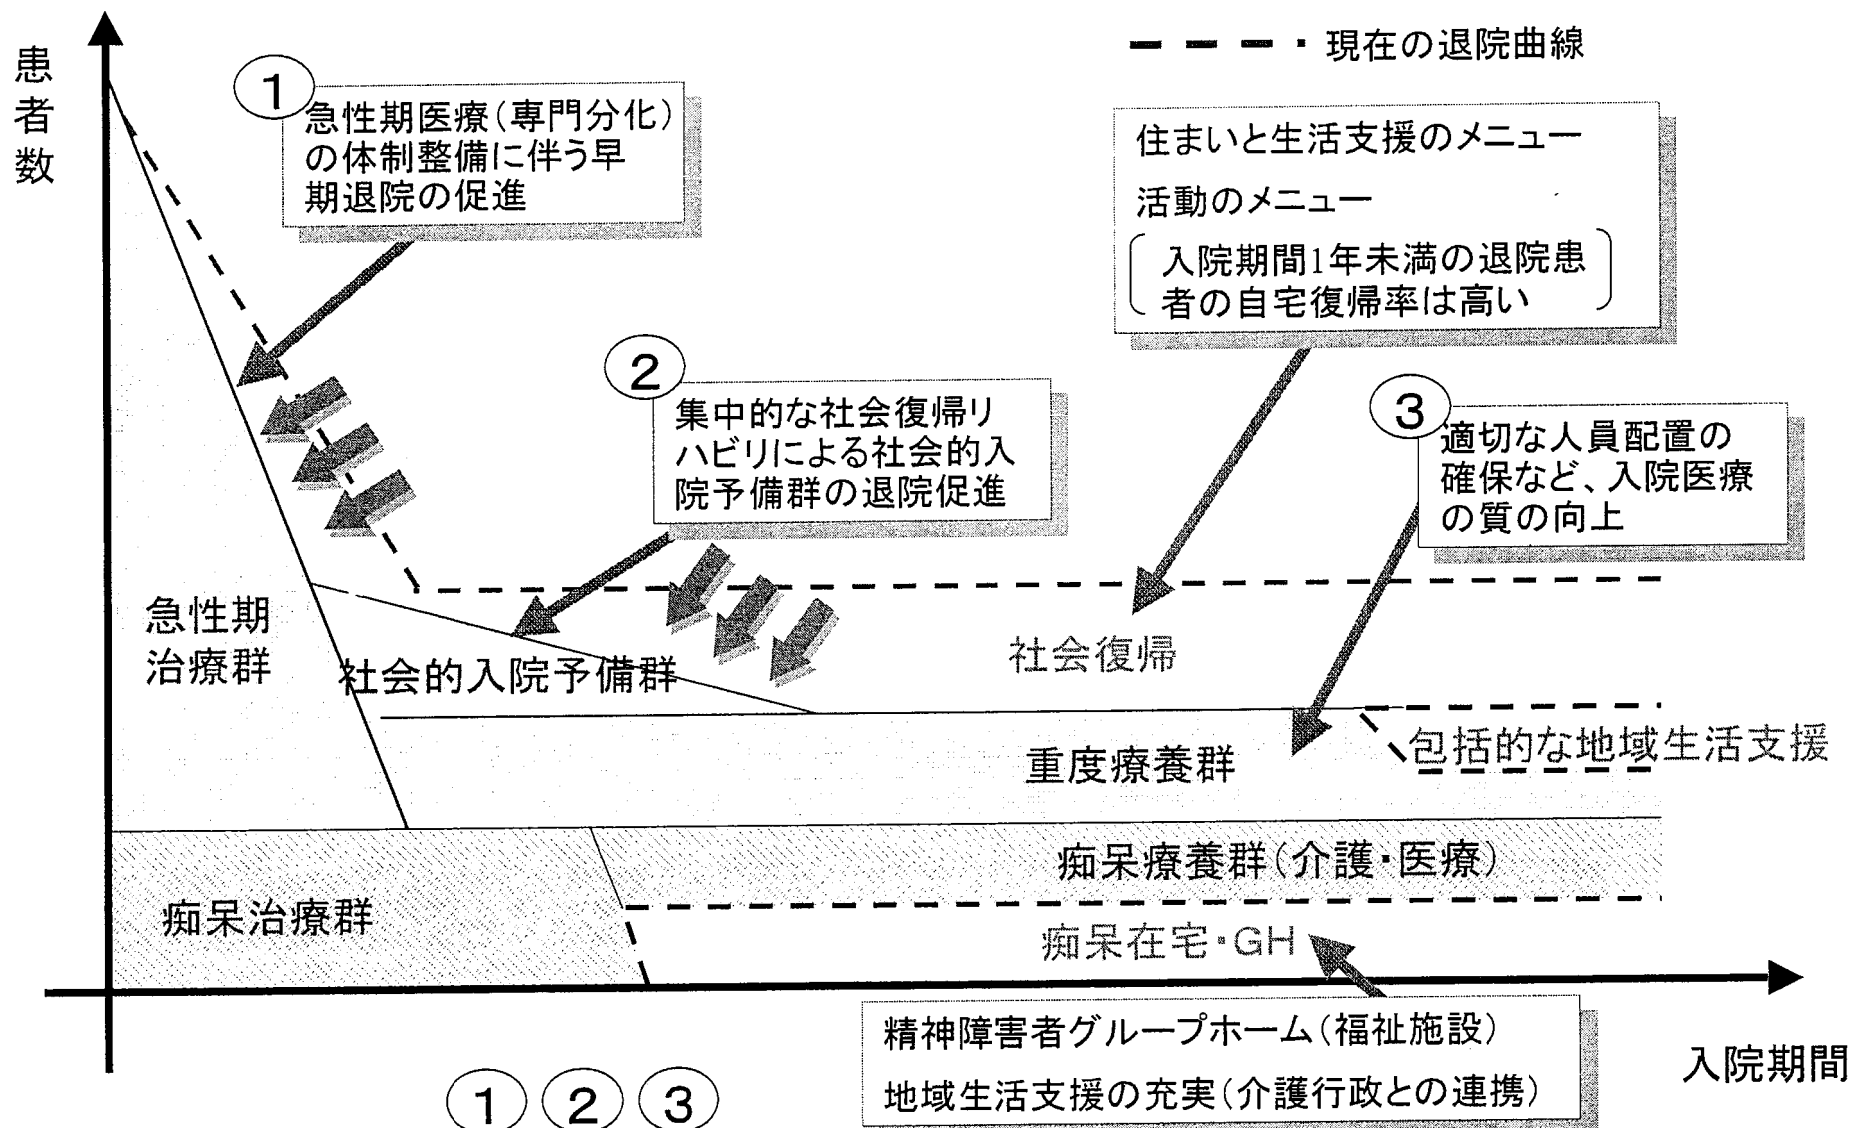 患者数
現在の退院曲線
①
急性期医療（専門分化）
の体制整備に伴う早
期退院の促進
住まいと生活支援のメニュー
活動のメニュー
入院期間1年未満の退院患
者の自宅復帰率は高い
②
集中的な社会復帰リ
ハビリによる社会的入
院予備群の退院促進
③
適切な人員配置の
確保など、入院医療
の質の向上
急性期
治療群
社会的入院予備群
社会復帰
重度療養群
包括的な地域生活支援
痴呆療養群（介護・医療）
痴呆治療群
痴呆在宅・GH
精神障害者グループホーム（福祉施設）
地域生活支援の充実（介護行政との連携）
入院期間
① ② ③